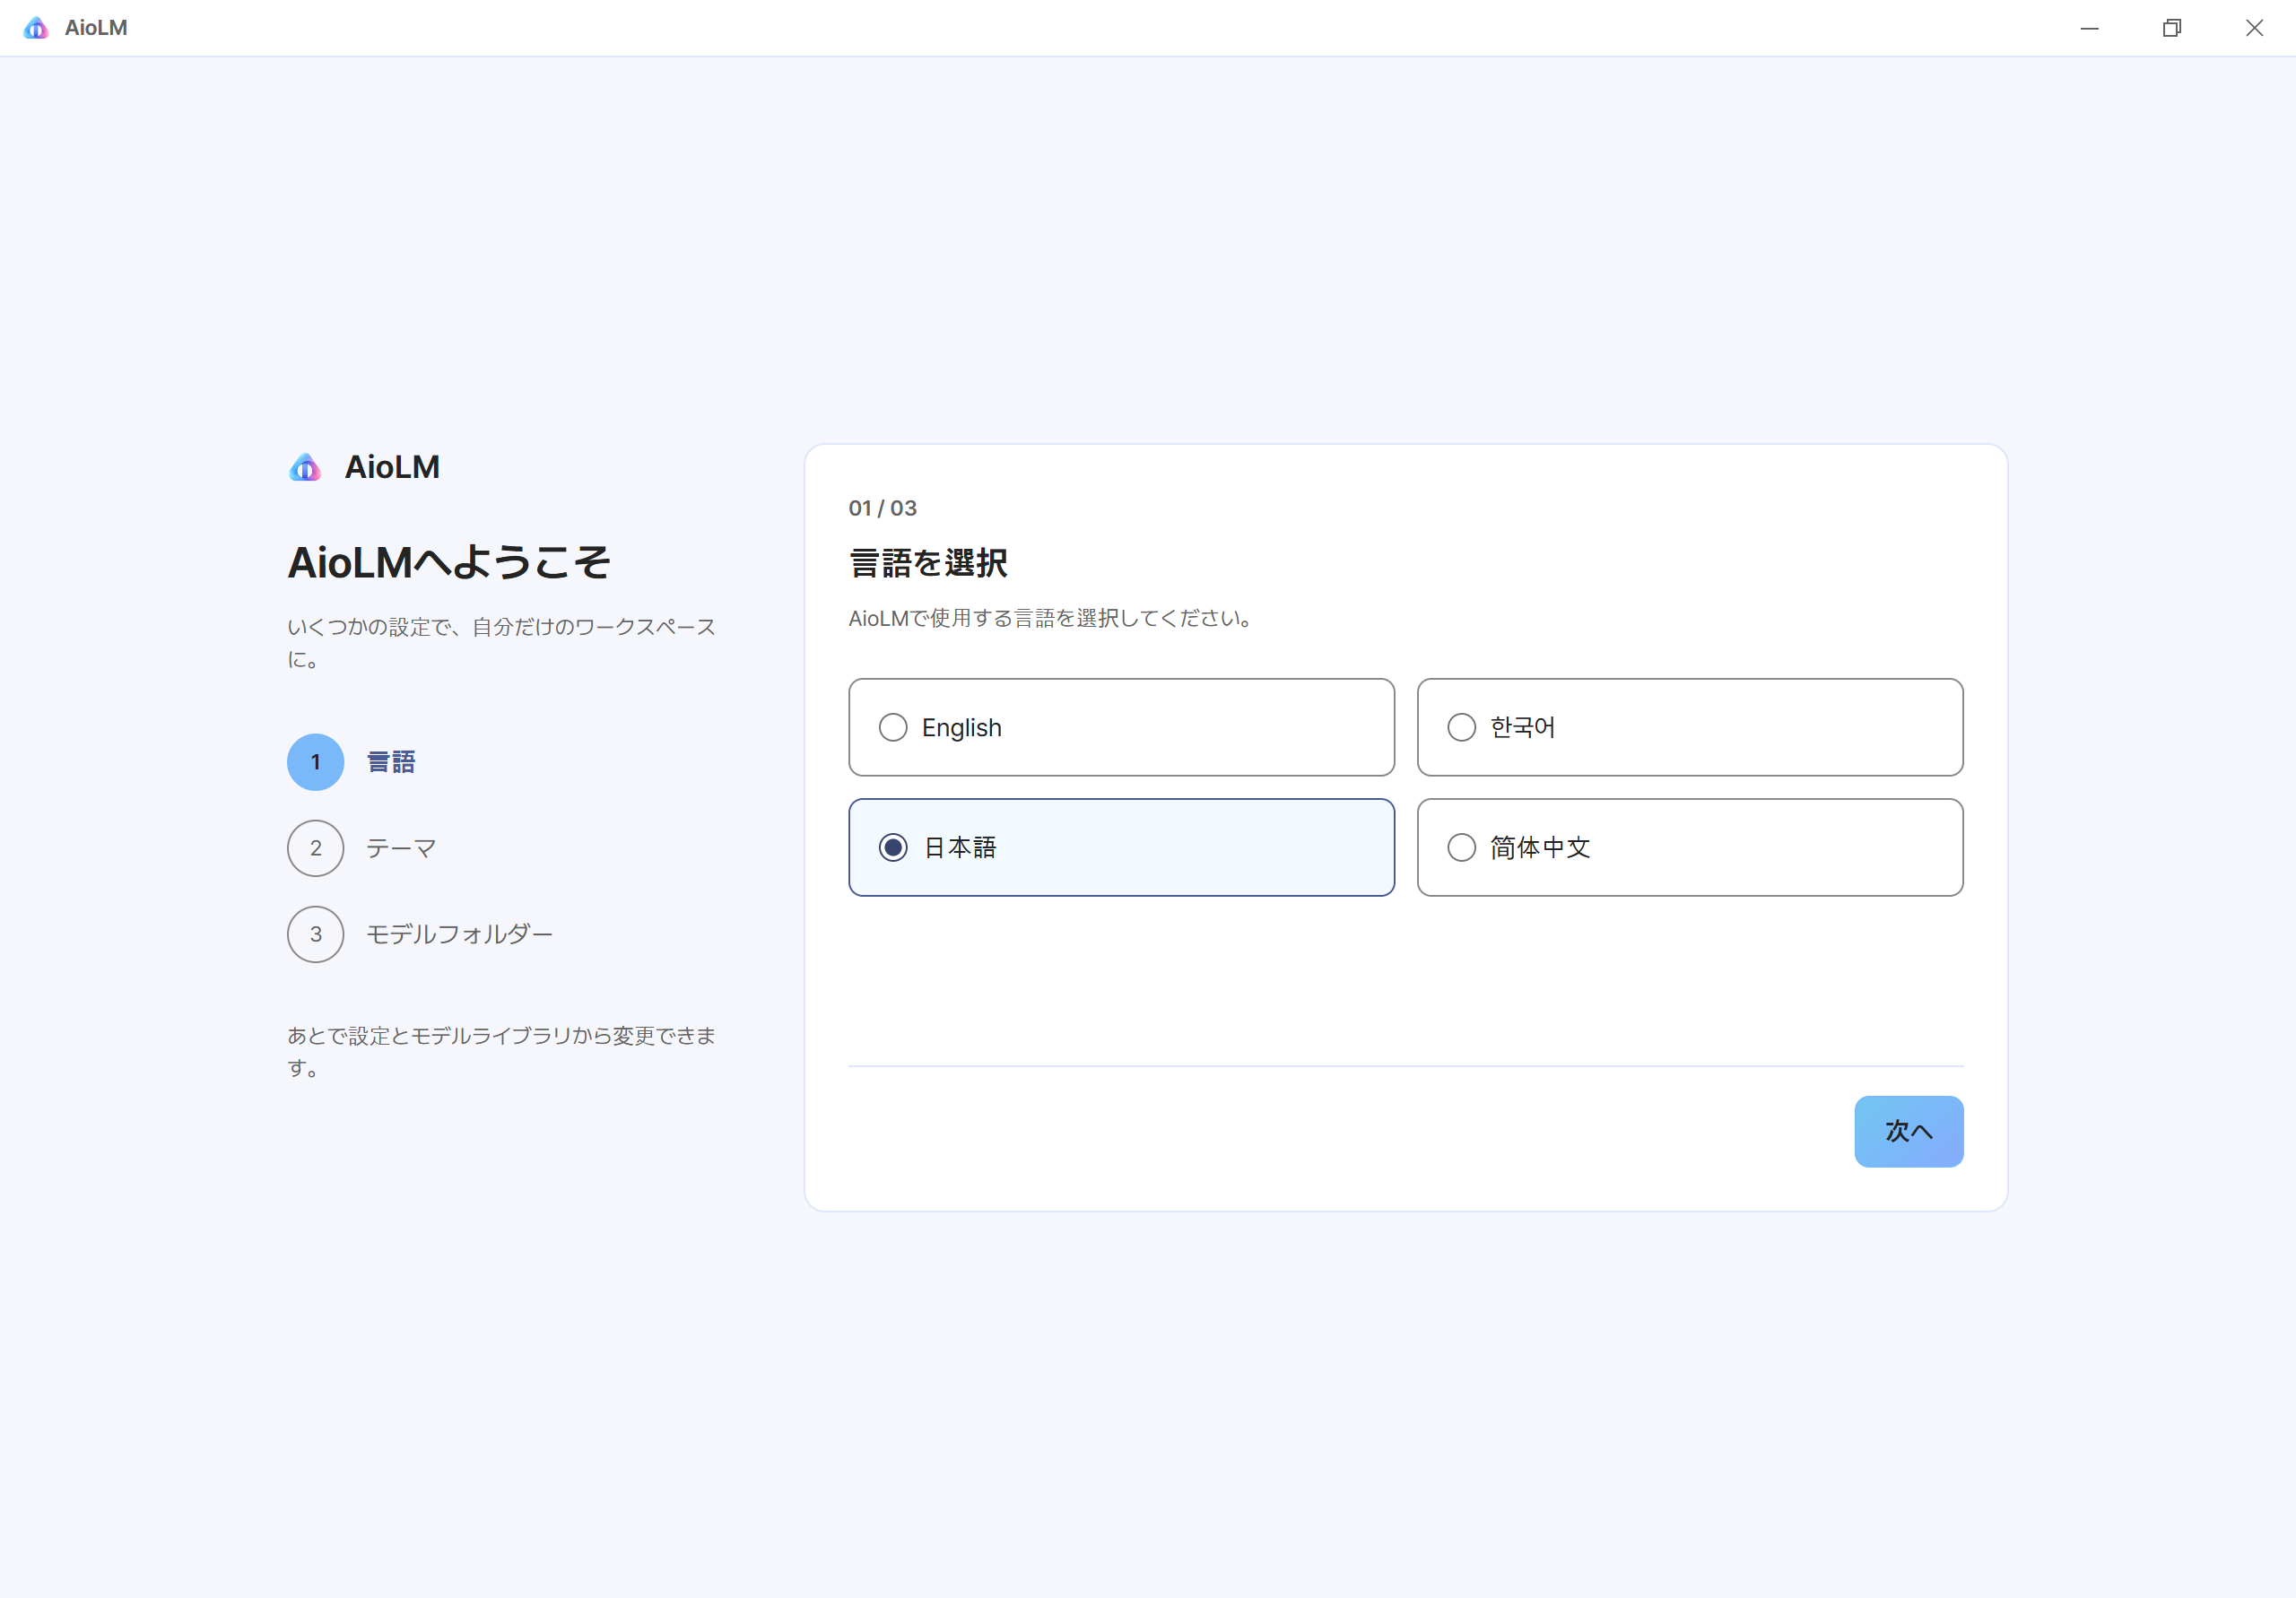 AioLM
AioLM
AioLMへようこそ
いくつかの設定で、自分だけのワークスペース
に。
1 言語
2 テーマ
3 モデルフォルダー
あとで設定とモデルライブラリから変更できま
す。
01 / 03
言語を選択
AioLMで使用する言語を選択してください。
English
한국어
日本語
简体中文
次へ